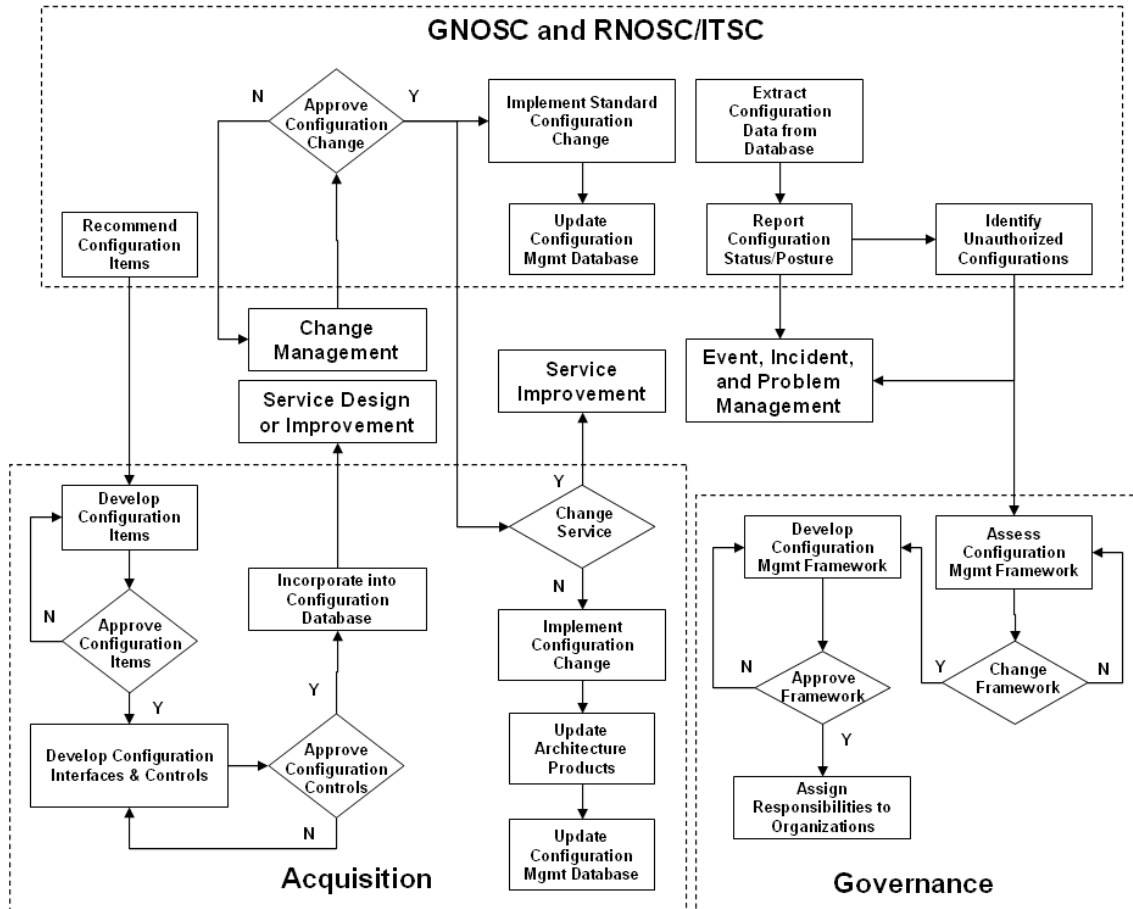 GNOSC and RNOSC/ITSC
N
Approve
Configuration
Change
Y
Implement Standard
Configuration
Change
Extract
Configuration
Data from
Database
Recommend
Configuration
Items
Update
Configuration
Mgmt Database
Report
Configuration
Status/Posture
Identify
Unauthorized
Configurations
Change
Management
Service
Improvement
Event, Incident,
and Problem
Management
Service Design
or Improvement
Develop
Configuration
Items
N
Approve
Configuration
Items
Y
Develop Configuration
Interfaces & Controls
Incorporate into
Configuration
Database
Y
Approve
Configuration
Controls
N
Y
Change
Service
N
Implement
Configuration
Change
Update
Architecture
Products
Update
Configuration
Mgmt Database
Acquisition
Develop
Configuration
Mgmt Framework
Assess
Configuration
Mgmt Framework
N
Approve
Framework
Y
Y
Change
Framework
N
Assign
Responsibilities to
Organizations
Governance